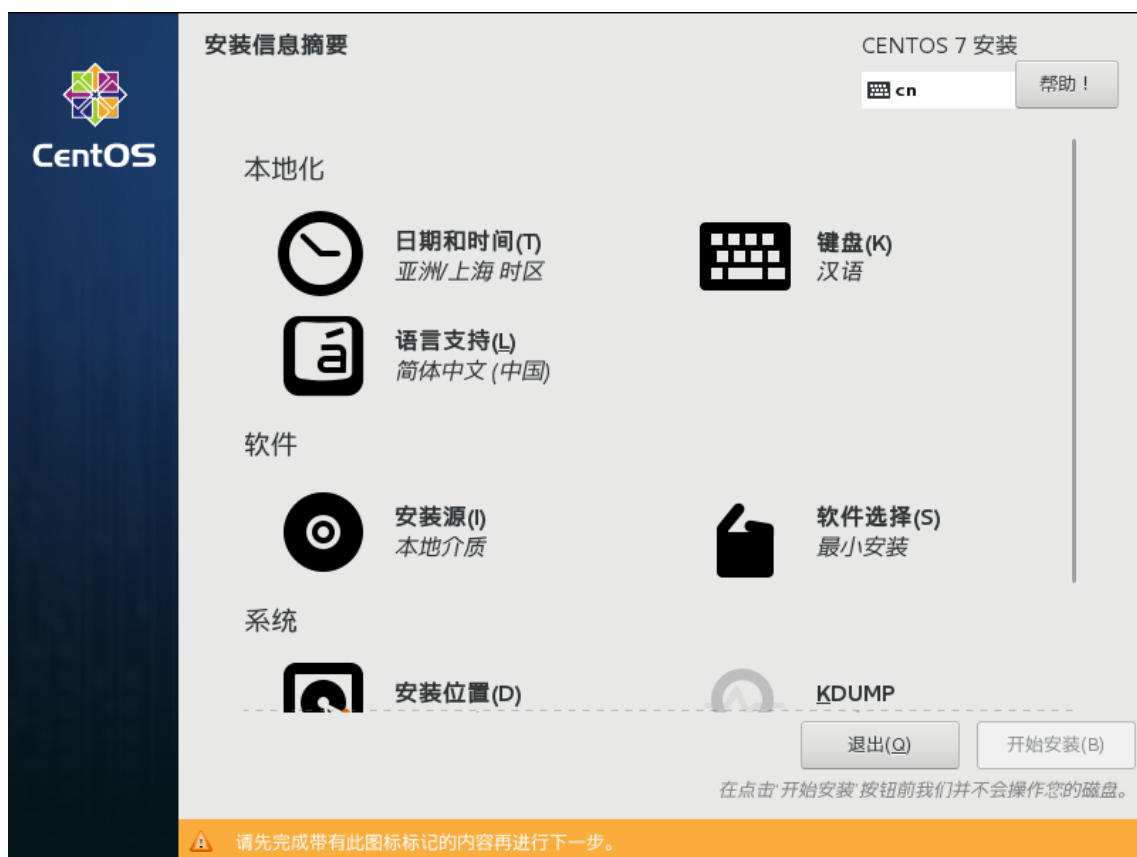 安装信息摘要
CENTOS 7 安装
cn
帮助！
CentOS
本地化
日期和时间(T)
亚洲/上海 时区
键盘(K)
汉语
语言支持(L)
简体中文 (中国)
软件
安装源(I)
本地介质
软件选择(S)
最小安装
系统
安装位置(D)
KDUMP
退出(Q)
开始安装(B)
在点击'开始安装'按钮前我们并不会操作您的磁盘。
请先完成带有此图标标记的内容再进行下一步。